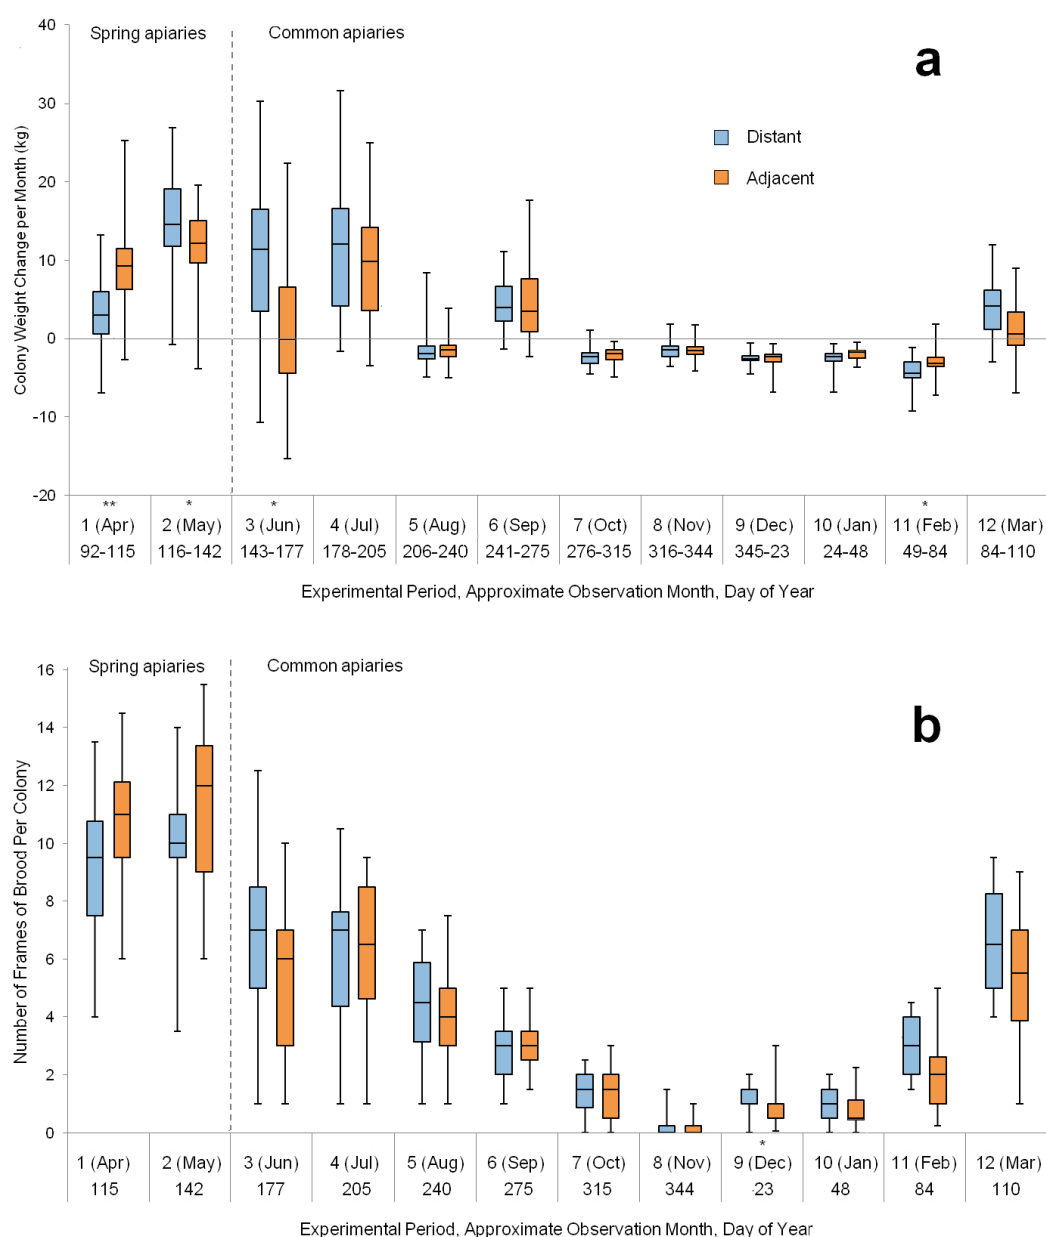 a
Spring apiaries Common apiaries
Colony Weight Change per Month (kg)
40
30
20
10
0
-10
-20
Distant
Adjacent
** * * *
1 (Apr) 2 (May) 3 (Jun) 4 (Jul) 5 (Aug) 6 (Sep) 7 (Oct) 8 (Nov) 9 (Dec) 10 (Jan) 11 (Feb) 12 (Mar)
92-115 116-142 143-177 178-205 206-240 241-275 276-315 316-344 345-23 24-48 49-84 84-110
Experimental Period, Approximate Observation Month, Day of Year
b
Spring apiaries Common apiaries
Number of Frames of Brood Per Colony
16
14
12
10
8
6
4
2
0
*
1 (Apr) 2 (May) 3 (Jun) 4 (Jul) 5 (Aug) 6 (Sep) 7 (Oct) 8 (Nov) 9 (Dec) 10 (Jan) 11 (Feb) 12 (Mar)
115 142 177 205 240 275 315 344 23 48 84 110
Experimental Period, Approximate Observation Month, Day of Year